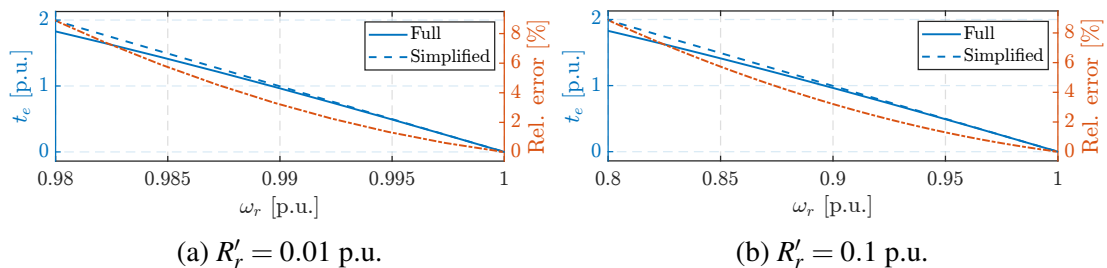 2
1
0
t_e [p.u.]
Full
Simplified
8
6
4
2
0
Rel. error [%]
0.98 0.985 0.99 0.995 1
ω_r [p.u.]
(a) R′_r = 0.01 p.u.
2
1
0
t_e [p.u.]
Full
Simplified
8
6
4
2
0
Rel. error [%]
0.8 0.85 0.9 0.95 1
ω_r [p.u.]
(b) R′_r = 0.1 p.u.